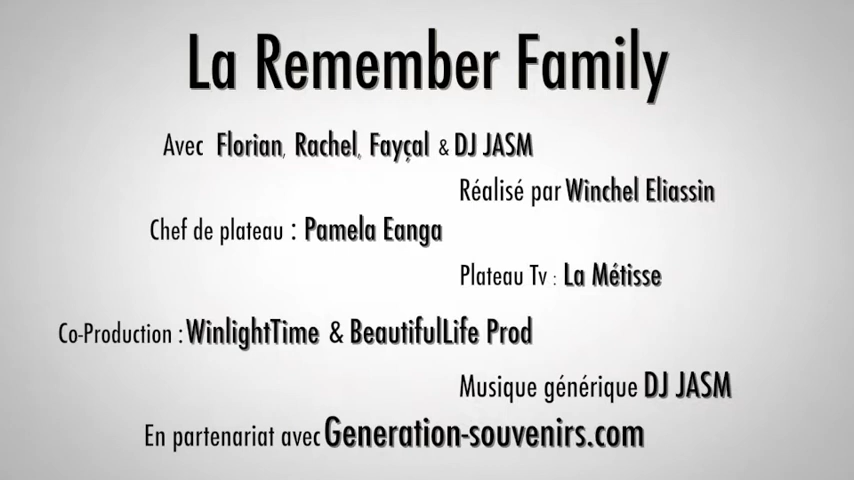 La Remember Family
Avec Florian, Rachel, Fayçal & DJ JASM
Réalisé par Winchel Eliassin
Chef de plateau : Pamela Eanga
Plateau Tv : La Métisse
Co-Production : WinlightTime & BeautifulLife Prod
Musique générique DJ JASM
En partenariat avec Generation-souvenirs.com